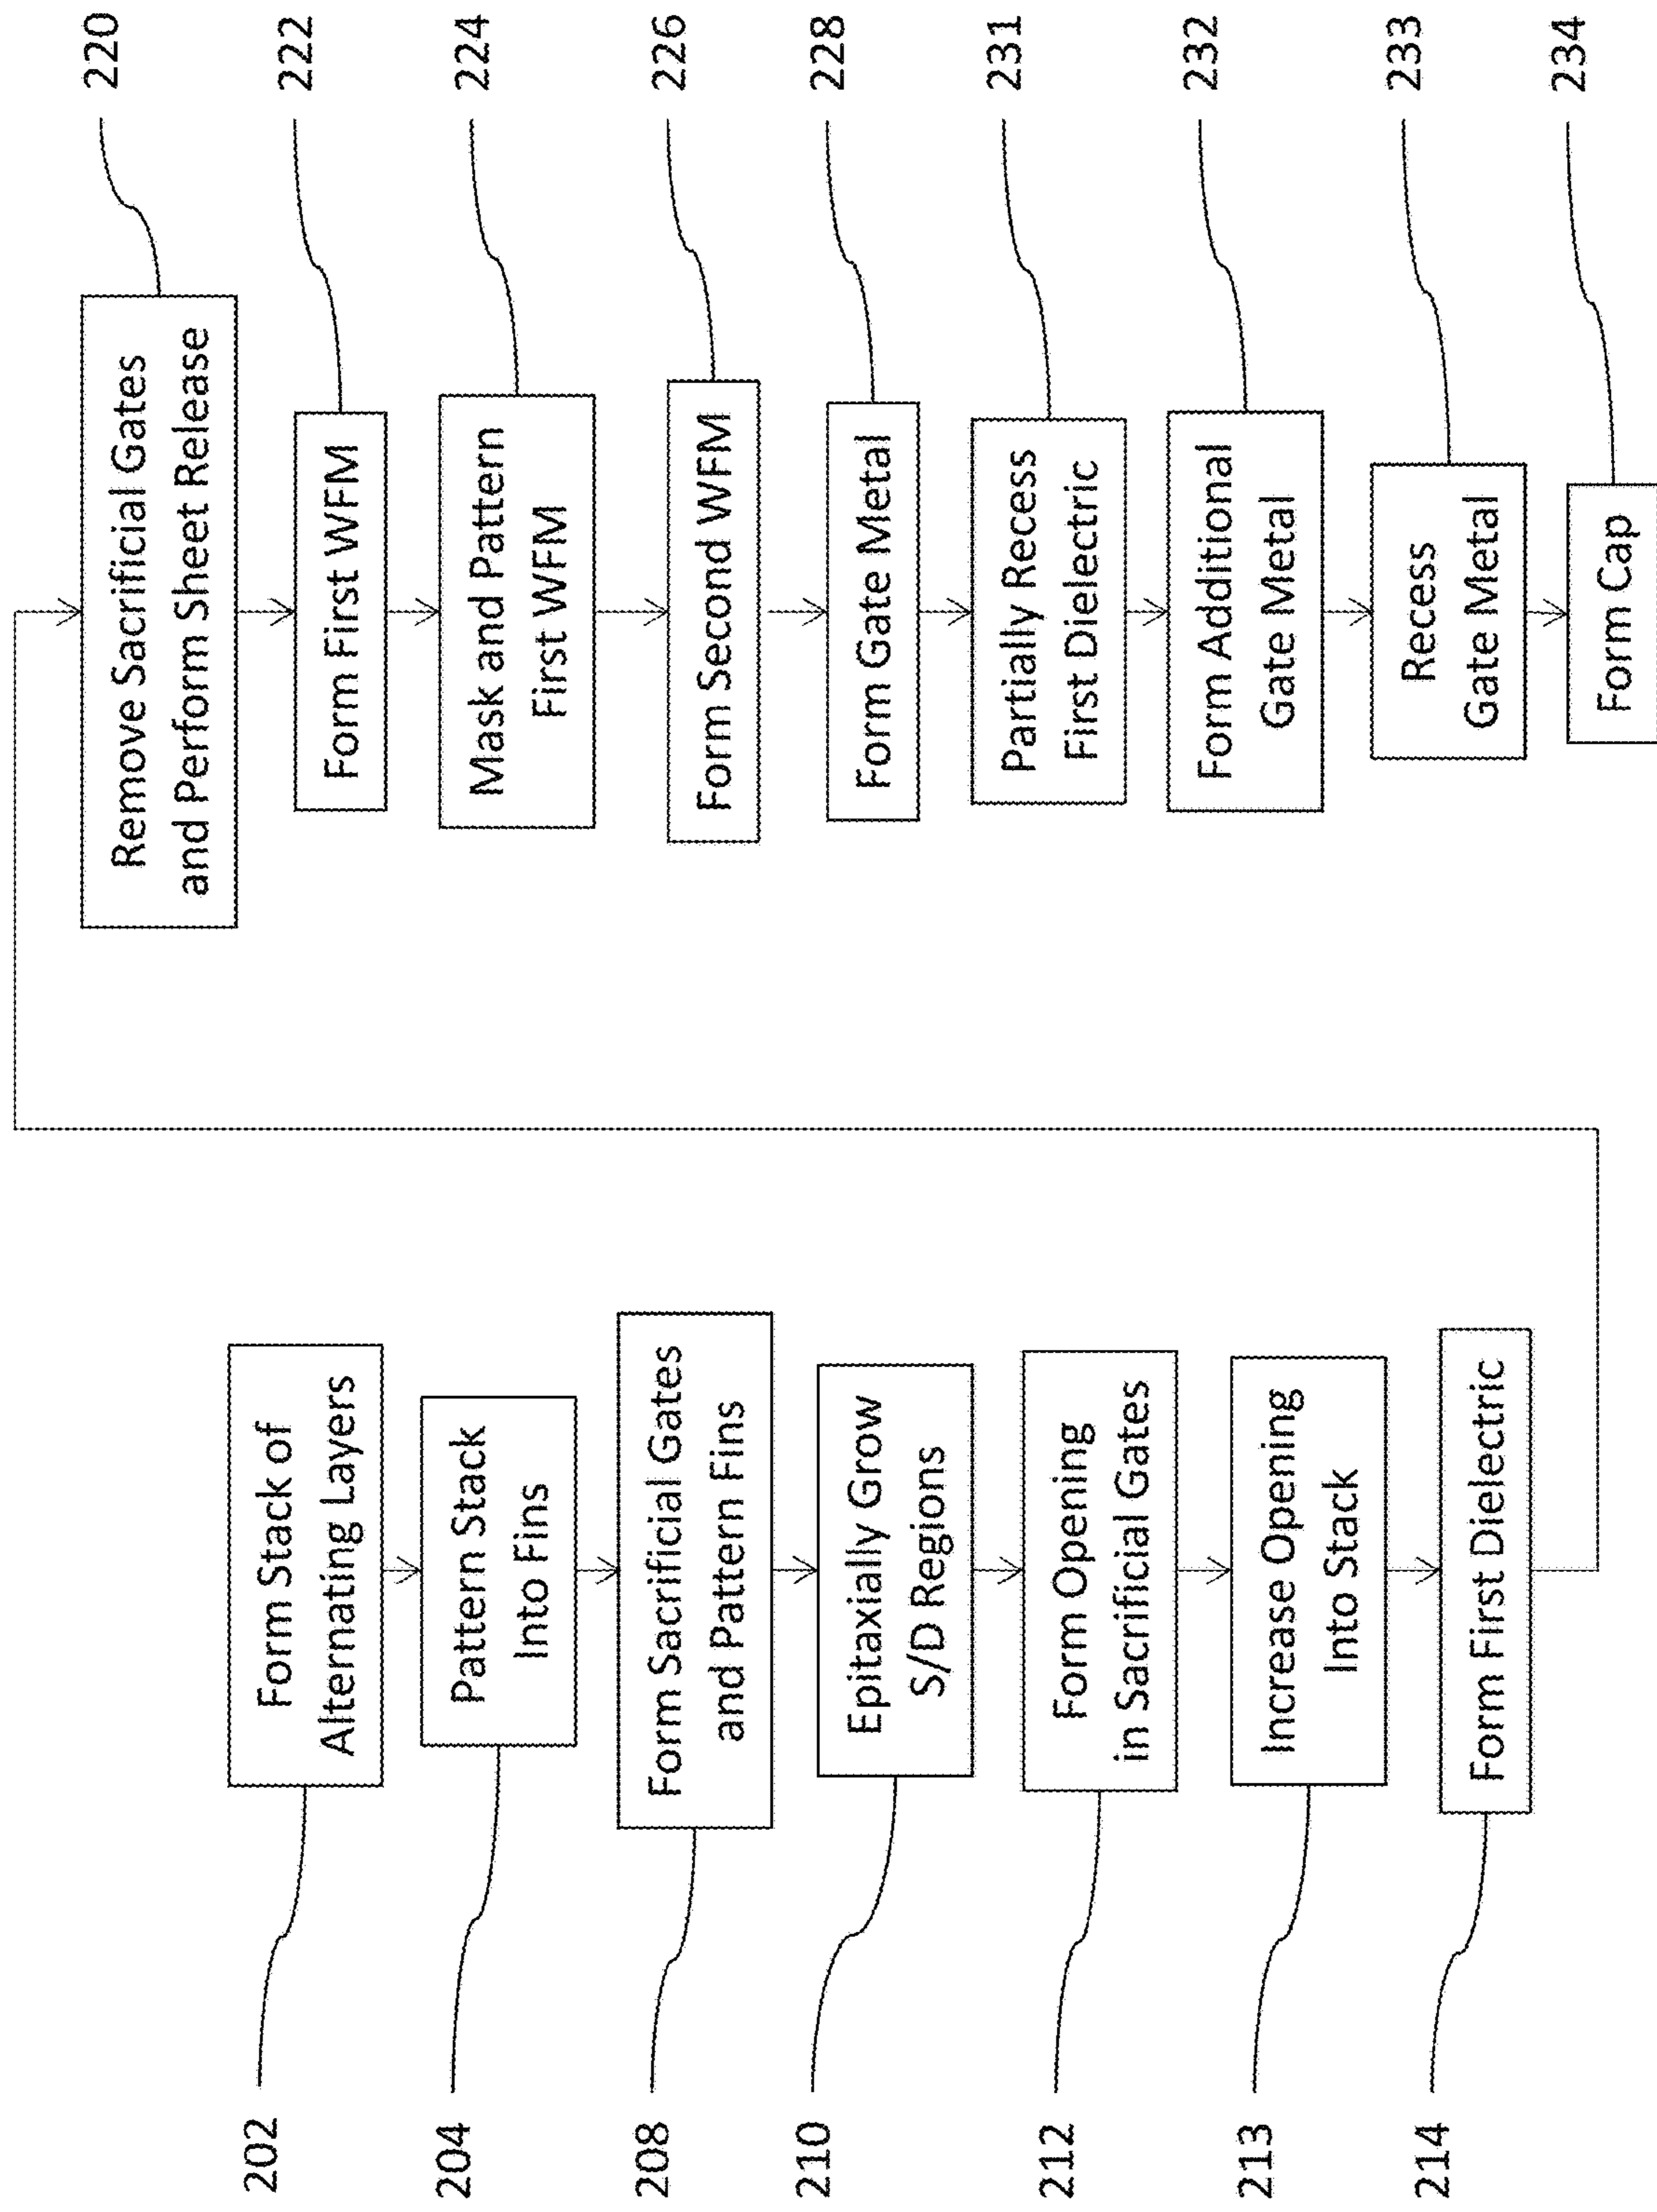 202
Form Stack of
Alternating Layers
204
Pattern Stack
Into Fins
208
Form Sacrificial Gates
and Pattern Fins
210
Epitaxially Grow
S/D Regions
212
Form Opening
in Sacrificial Gates
213
Increase Opening
Into Stack
214
Form First Dielectric
Remove Sacrificial Gates
and Perform Sheet Release
220
Form First WFM
222
Mask and Pattern
First WFM
224
Form Second WFM
226
Form Gate Metal
228
Partially Recess
First Dielectric
231
Form Additional
Gate Metal
232
Recess
Gate Metal
233
Form Cap
234